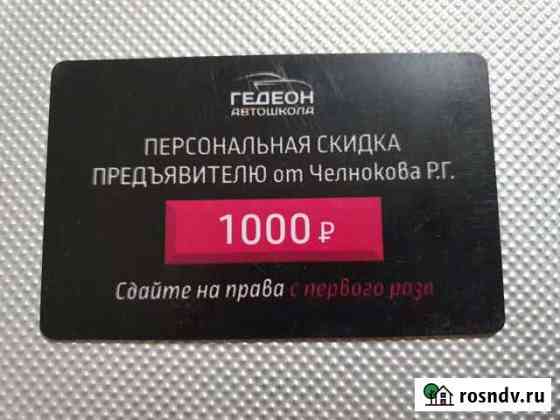 ГЕДЕОН
АВТОШКОЛА
ПЕРСОНАЛЬНАЯ СКИДКА
ПРЕДЪЯВИТЕЛЮ от Челнокова Р.Г.
1000 ₽
Сдайте на права с первого раза
rosndv.ru